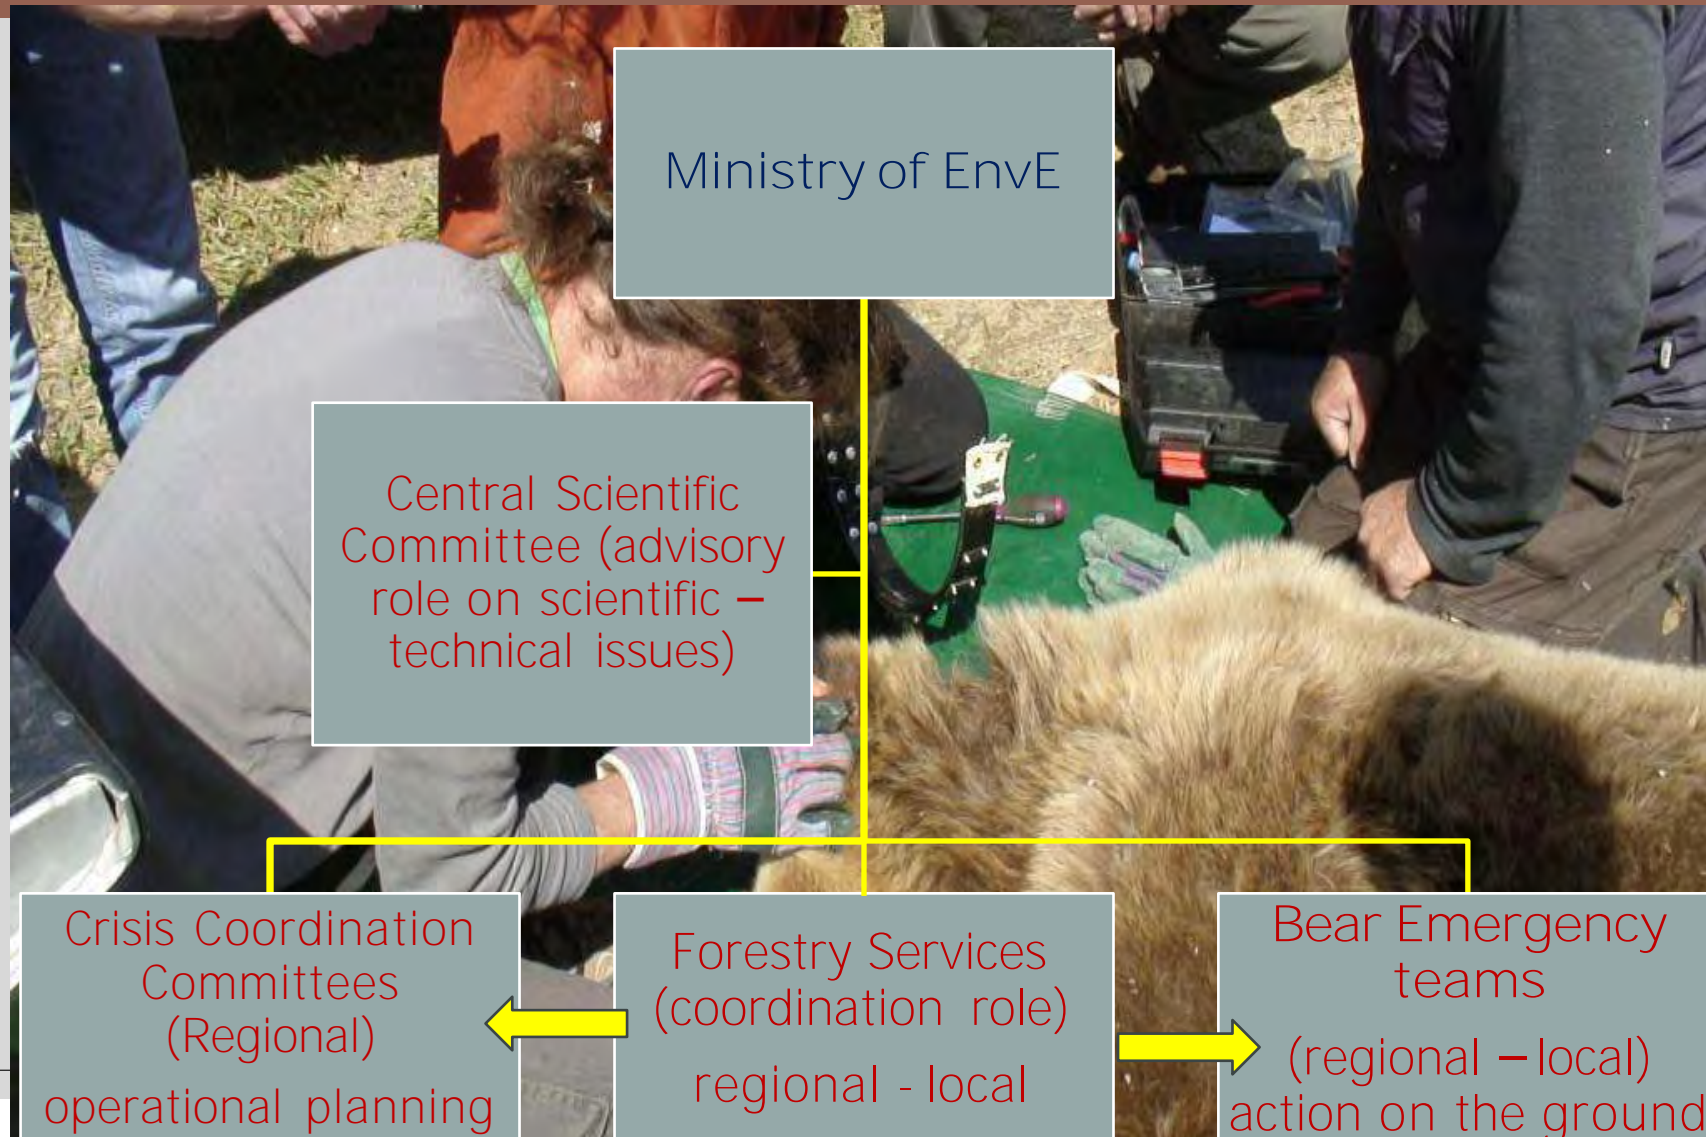 Ministry of EnvE
Central Scientific
Committee (advisory
role on scientific –
technical issues)
Crisis Coordination
Committees
(Regional)
operational planning
Forestry Services
(coordination role)
regional - local
Bear Emergency
teams
(regional – local)
action on the ground